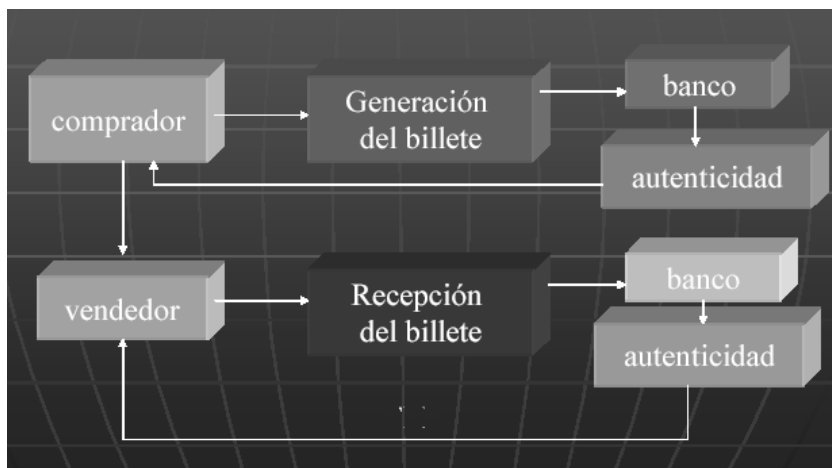 comprador
Generación
del billete
banco
autenticidad
vendedor
Recepción
del billete
banco
autenticidad